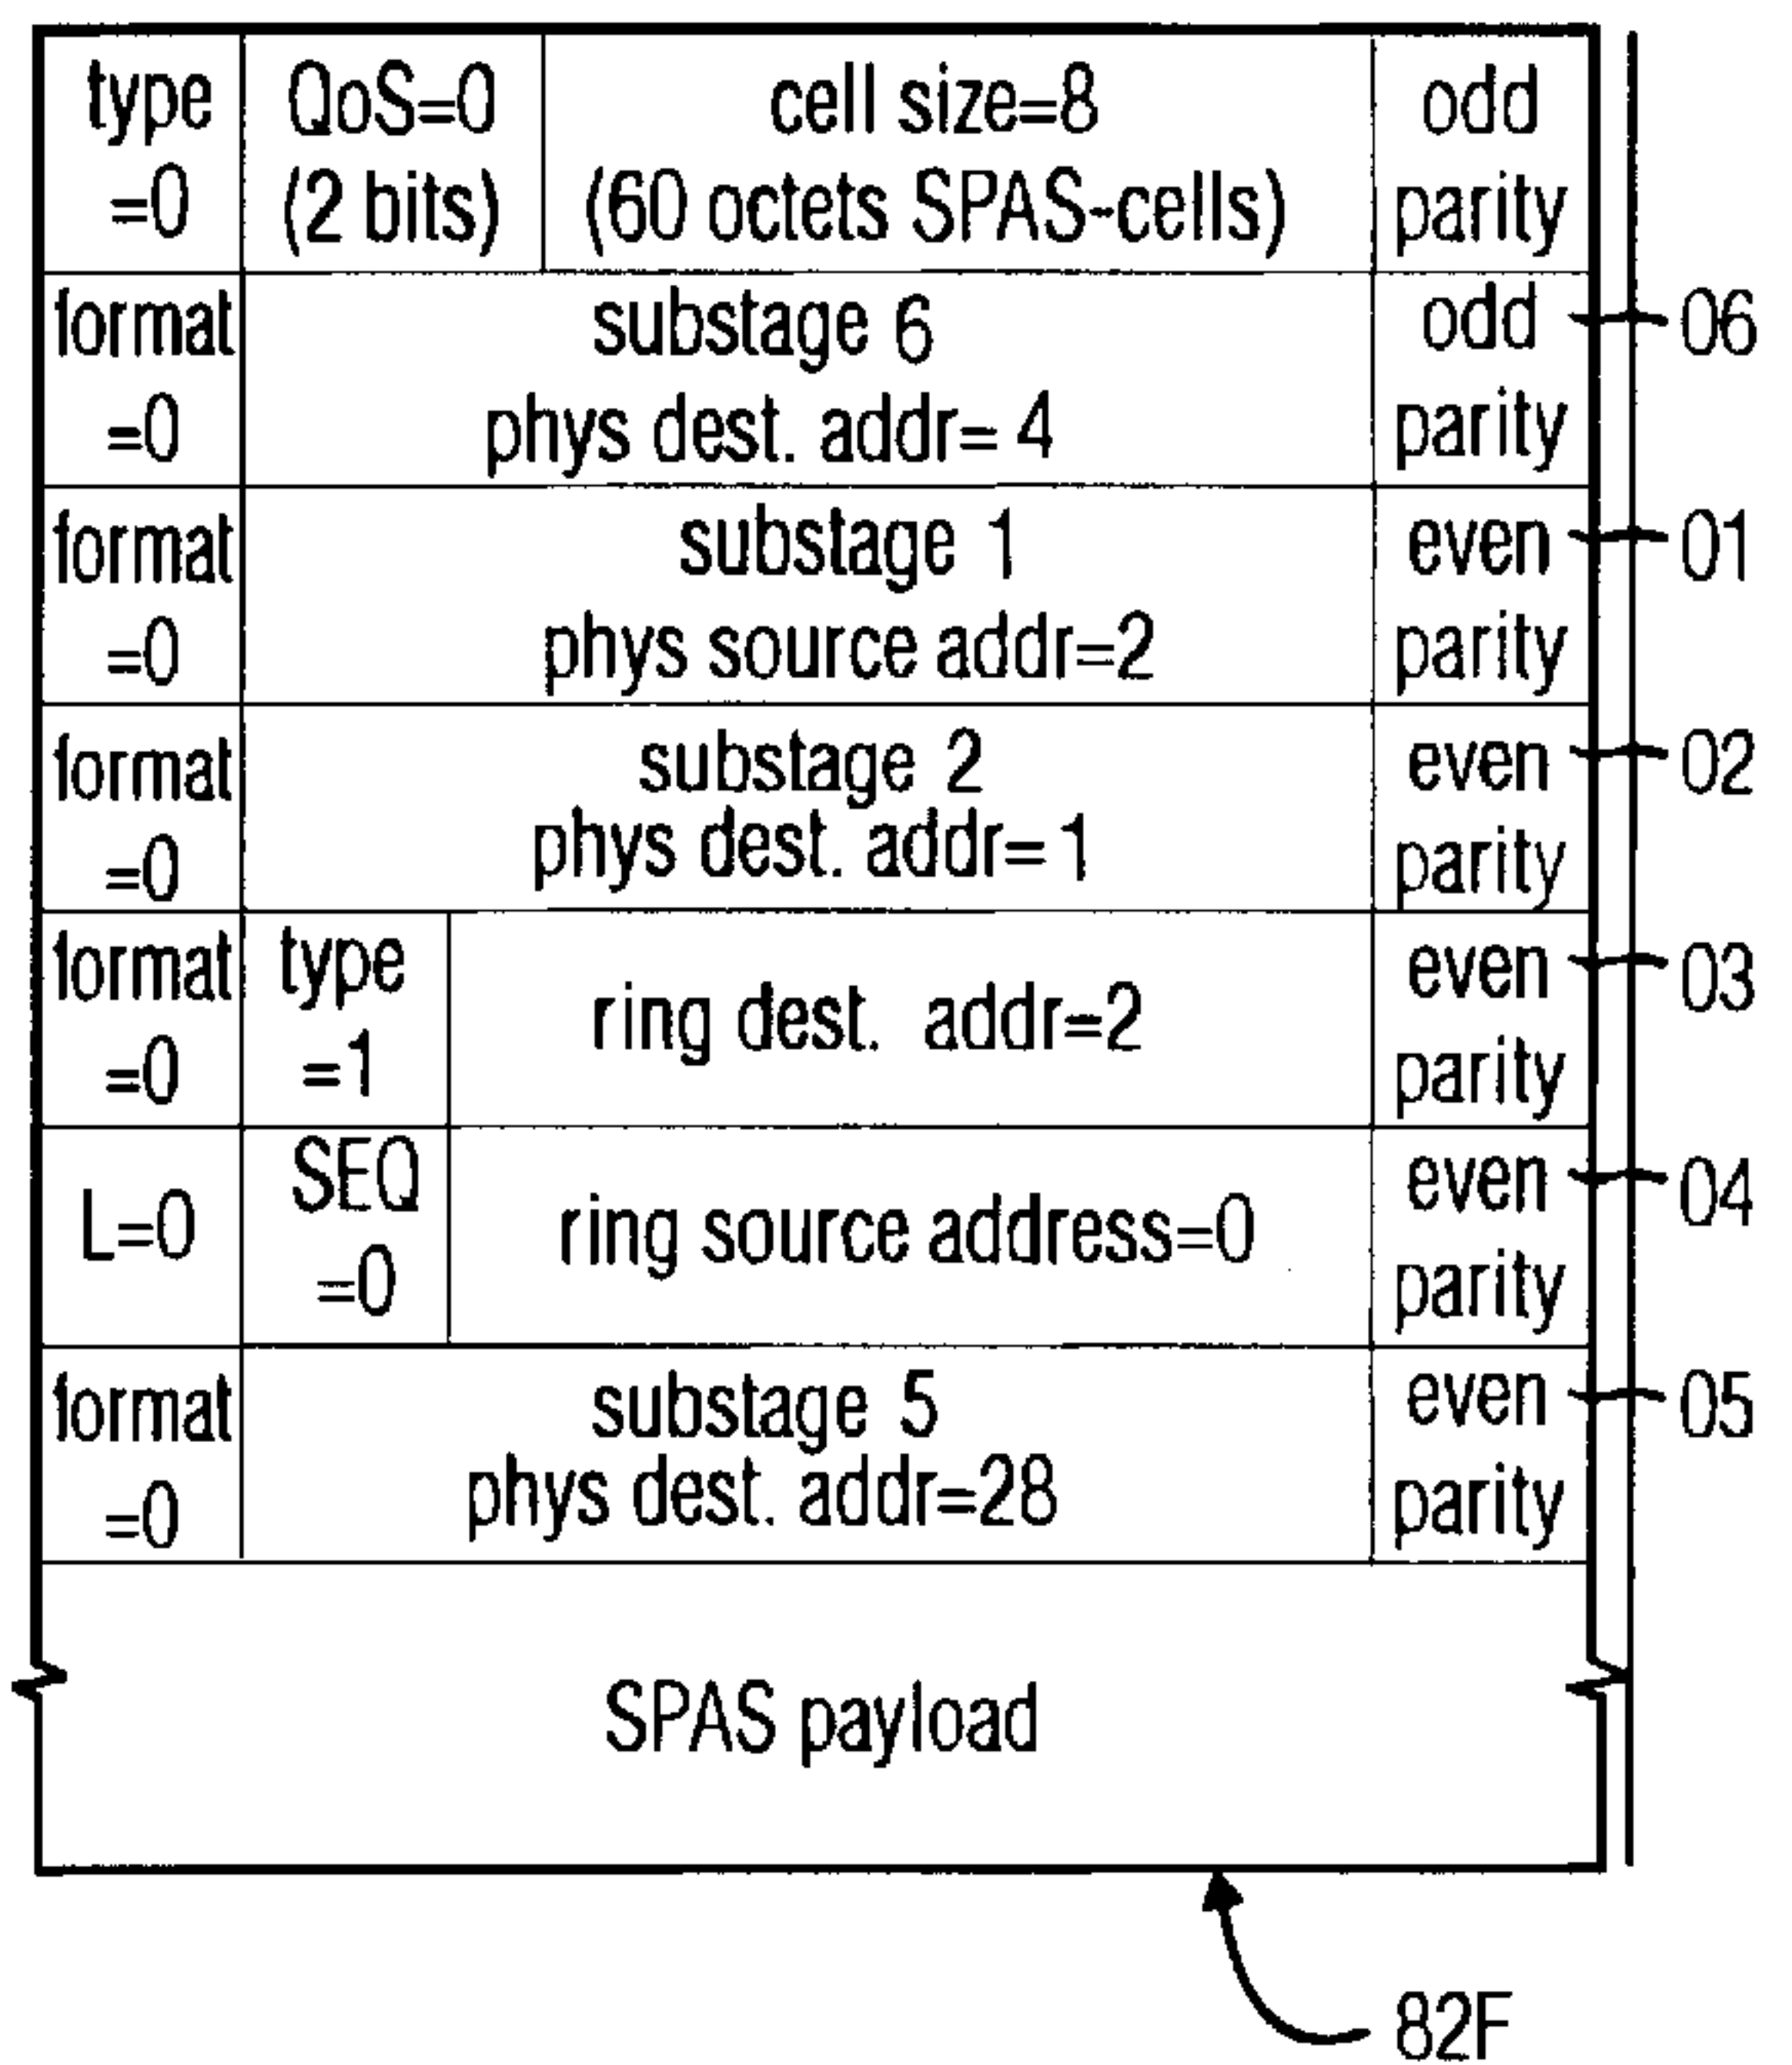 type QoS=0 cell size=8 odd
=0 (2 bits) (60 octets SPAS-cells) parity
format substage 6 odd 06
=0 phys dest. addr= 4 parity
format substage 1 even 01
=0 phys source addr=2 parity
format substage 2 even 02
=0 phys dest. addr=1 parity
format type ring dest. addr=2 even 03
=0 =1 parity
L=0 SEQ ring source address=0 even 04
=0 parity
format substage 5 even 05
=0 phys dest. addr=28 parity
SPAS payload
82F